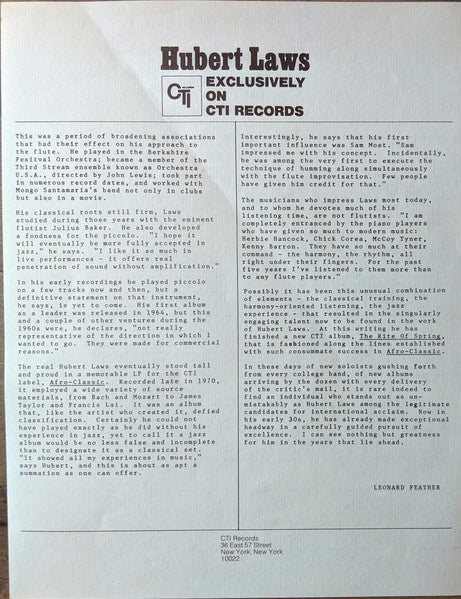 Hubert Laws
CTI
EXCLUSIVELY
ON
CTI RECORDS
This was a period of broadening associations
that had their effect on his approach to
the flute. He played in the Berkshire
Fesitval Orchestra; became a member of the
Third Stream ensemble known as Orchestra
U.S.A., directed by John Lewis; took part
in numerous record dates, and worked with
Mongo Santamaria's band not only in clubs
but also in a movie.
His classical roots still firm, Laws
studied during those years with the eminent
flutist Julius Baker. He also developed
a fondness for the piccolo. "I hope it
will eventually be more fully accepted in
jazz," he says. "I like it so much in
live performances - it offers real
penetration of sound without amplification."
In his early recordings he played piccolo
on a few tracks now and then, but a
definitive statement on that instrument,
he says, is yet to come. His first album
as a leader was released in 1964, but this
and a couple of other ventures during the
1960s were, he declares, "not really
representative of the direction in which I
wanted to go. They were made for commercial
reasons."
The real Hubert Laws eventually stood tall
and proud in a memorable LP for the CTI
label, Afro-Classic. Recorded late in 1970,
it employed a wide variety of source
materials, from Bach and Mozart to James
Taylor and Francis Lai. It was an album
that, like the artist who created it, defied
classification. Certainly he could not
have played exactly as he did without his
experience in jazz, yet to call it a jazz
album would be no less false and incomplete
than to designate it as a classical set.
"It showed all my experiences in music,"
says Hubert, and this is about as apt a
summation as one can offer.
Interestingly, he says that his first
important influence was Sam Most. "Sam
impressed me with his concept. Incidentally,
he was among the very first to execute the
technique of humming along simultaneously
with the flute improvisation. Few people
have given him credit for that."
The musicians who impress Laws most today,
and to whom he devotes much of his
listening time, are not flutists. "I am
completely entranced by the piano players
who have given so much to modern music:
Herbie Hancock, Chick Corea, McCoy Tyner,
Kenny Barron. They have so much at their
command - the harmony, the rhythm, all
right under their fingers. For the past
five years I've listened to them more than
to any flute players."
Possibly it has been this unusual combination
of elements - the classical training, the
harmony-oriented listening, the jazz
experience - that resulted in the singularly
engaging talent now to be found in the work
of Hubert Laws. At this writing he has
finished a new CTI album, The Rite Of Spring,
that is fashioned along the lines established
with such consummate success in Afro-Classic.
In these days of new soloists gushing forth
from every college band, of new albums
arriving by the dozen with every delivery
of the critic's mail, it is rare indeed to
find an individual who stands out as un-
mistakably as Hubert Laws among the legitimate
candidates for international acclaim. Now in
his early 30s, he has already made exceptional
headway in a carefully guided pursuit of
excellence. I can see nothing but greatness
for him in the years that lie ahead.
LEONARD FEATHER
CTI Records
36 East 57 Street
New York, New York
10022